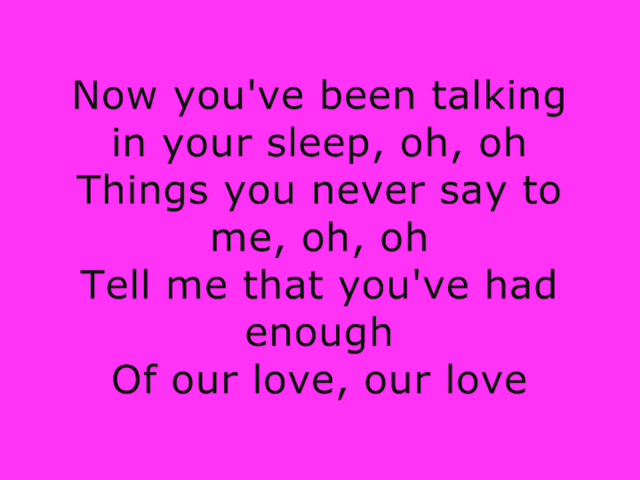 Now you've been talking
in your sleep, oh, oh
Things you never say to
me, oh, oh
Tell me that you've had
enough
Of our love, our love